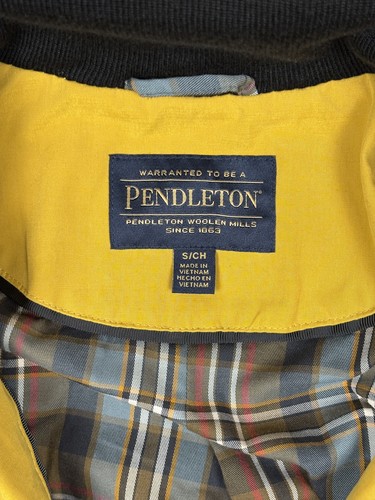 WARRANTED TO BE A
PENDLETON
PENDLETON WOOLEN MILLS
SINCE 1863
S/CH
MADE IN
VIETNAM
HECHO EN
VIETNAM